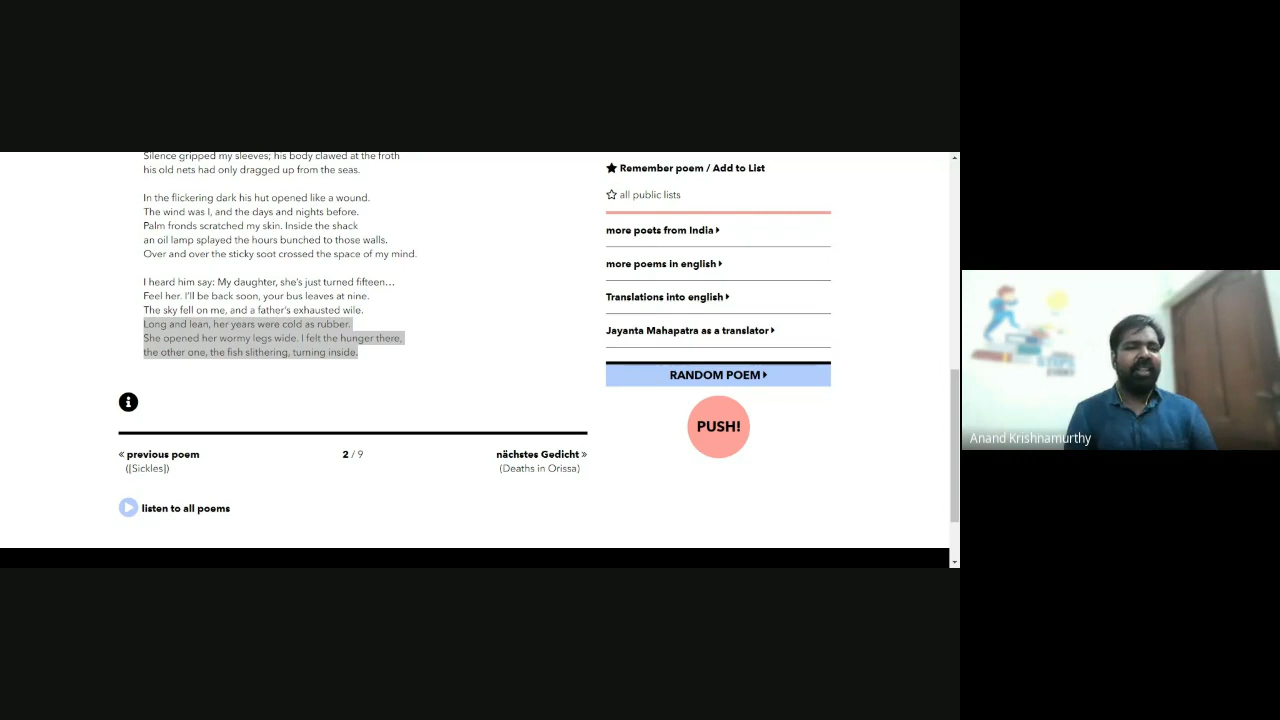 Silence gripped my sleeves; his body clawed at the froth
his old nets had only dragged up from the seas.
In the flickering dark his hut opened like a wound.
The wind was I, and the days and nights before.
Palm fronds scratched my skin. Inside the shack
an oil lamp splayed the hours bunched to those walls.
Over and over the sticky soot crossed the space of my mind.
I heard him say: My daughter, she's just turned fifteen…
Feel her. I'll be back soon, your bus leaves at nine.
The sky fell on me, and a father's exhausted wile.
Long and lean, her years were cold as rubber.
She opened her wormy legs wide. I felt the hunger there,
the other one, the fish slithering, turning inside.
« previous poem
([Sickles])
2 / 9
nächstes Gedicht »
(Deaths in Orissa)
listen to all poems
Remember poem / Add to List
all public lists
more poets from India
more poems in english
Translations into english
Jayanta Mahapatra as a translator
RANDOM POEM
PUSH!
Anand Krishnamurthy